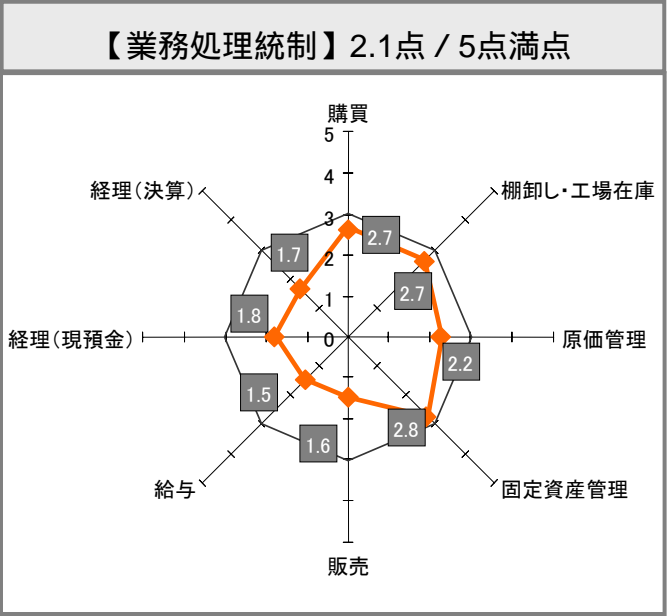 【業務処理統制】2.1点 / 5点満点
購買
5
4
3
2
1
0
経理(決算)
棚卸し・工場在庫
経理(現預金)
原価管理
給与
固定資産管理
販売
2.7
2.7
2.2
2.8
1.6
1.5
1.8
1.7